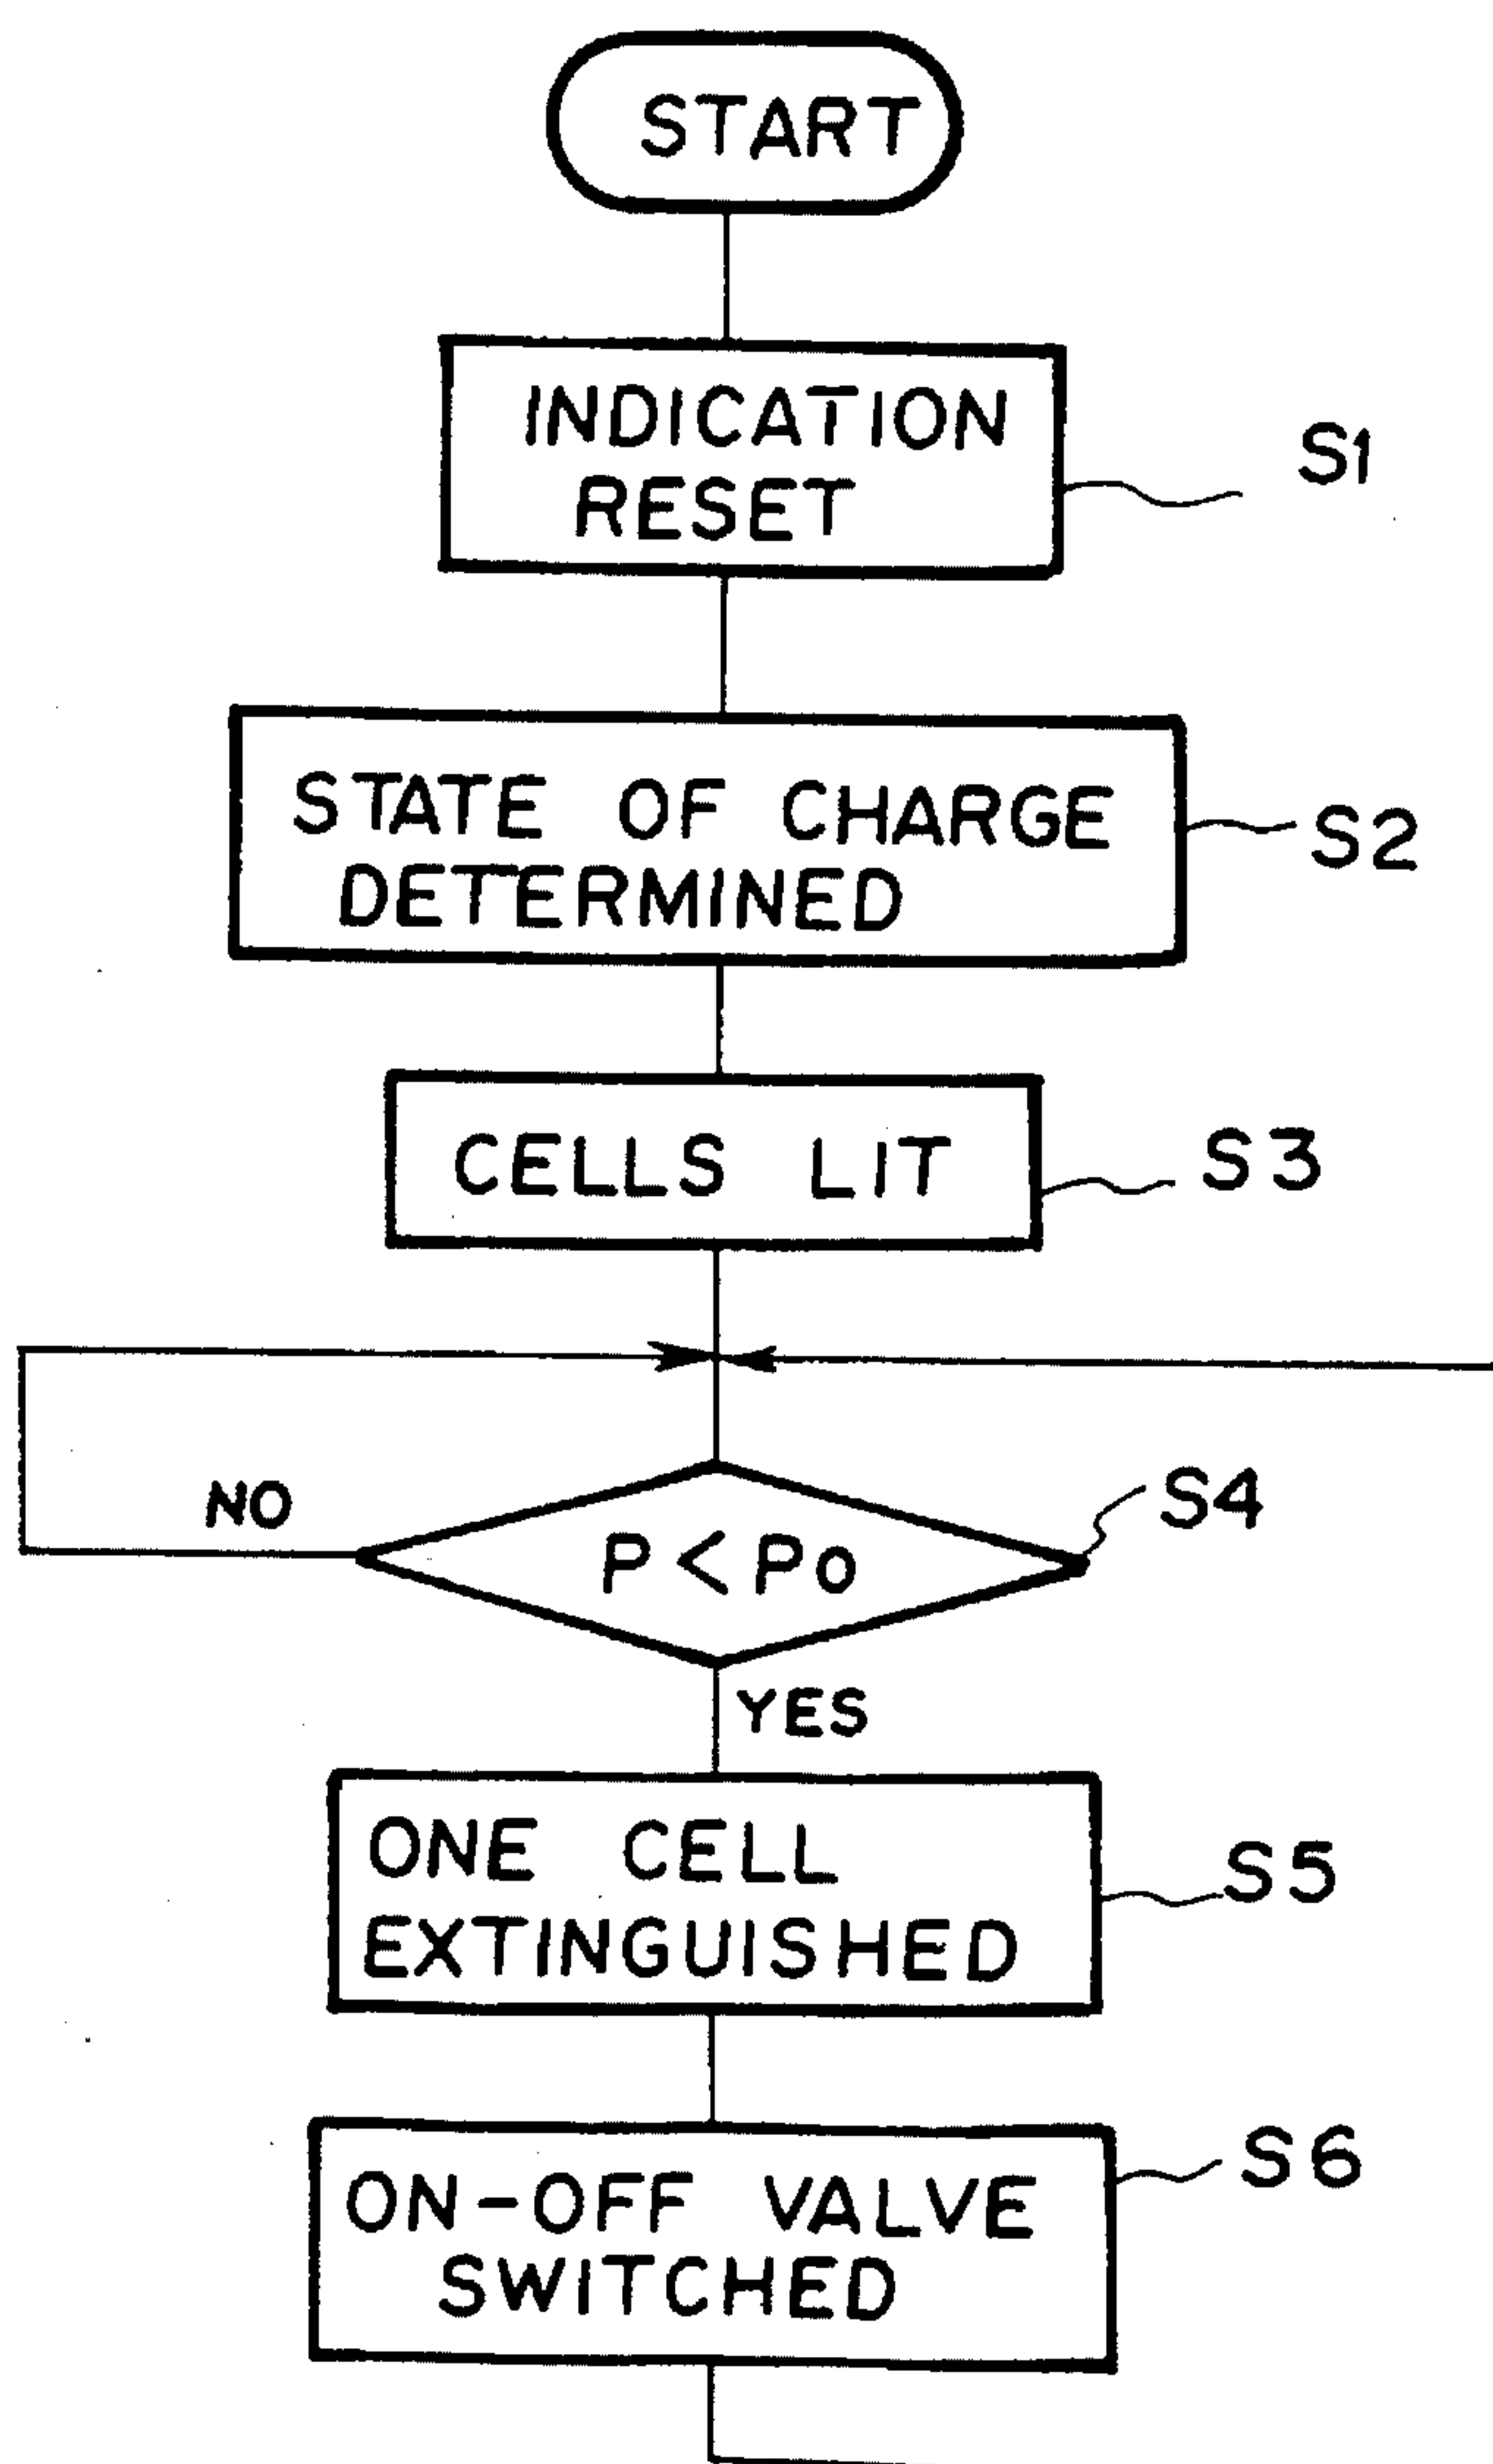 START
INDICATION
RESET
S1
STATE OF CHARGE
DETERMINED
S2
CELLS LIT
S3
NO
P<Po
S4
YES
ONE CELL
EXTINGUISHED
S5
ON-OFF VALVE
SWITCHED
S6